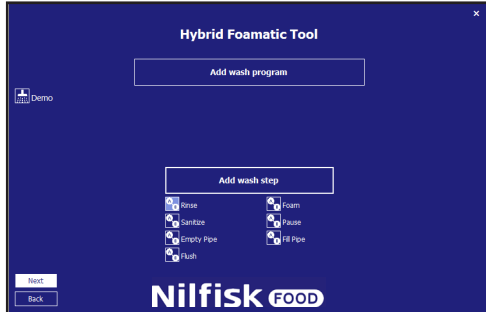 ×
Hybrid Foamatic Tool
Add wash program
Demo
Add wash step
Rinse
Foam
Sanitize
Pause
Empty Pipe
Fill Pipe
Flush
Next
Back
Nilfisk FOOD